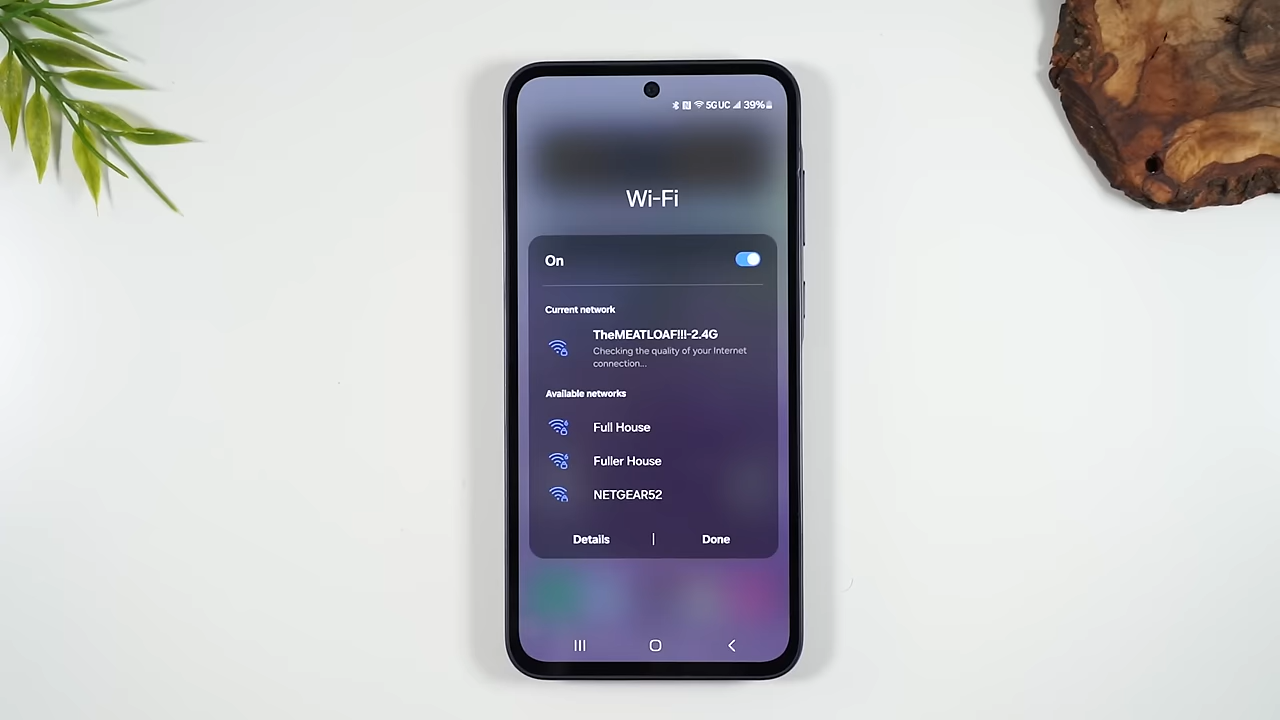 5G UC 39%
Wi-Fi
On
Current network
TheMEATLOAF!!!-2.4G
Checking the quality of your Internet
connection...
Available networks
Full House
Fuller House
NETGEAR52
Details | Done